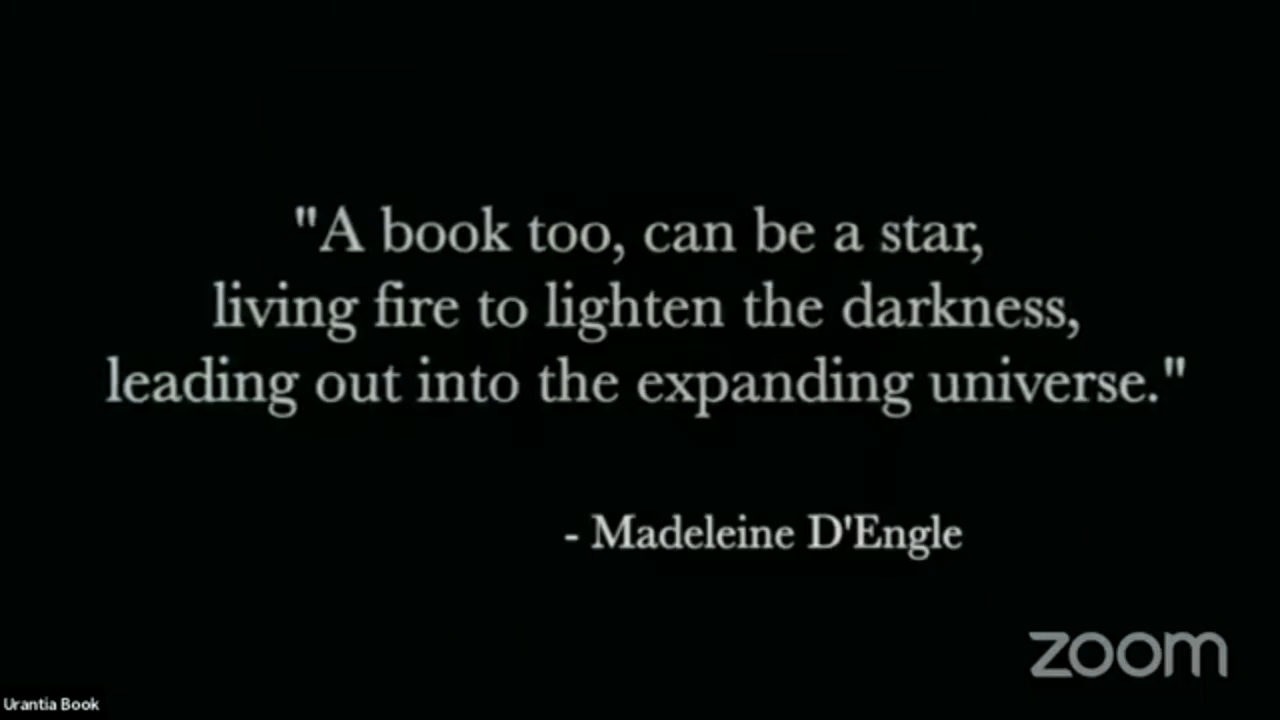 "A book too, can be a star,
living fire to lighten the darkness,
leading out into the expanding universe."
- Madeleine D'Engle
zoom
Urantia Book